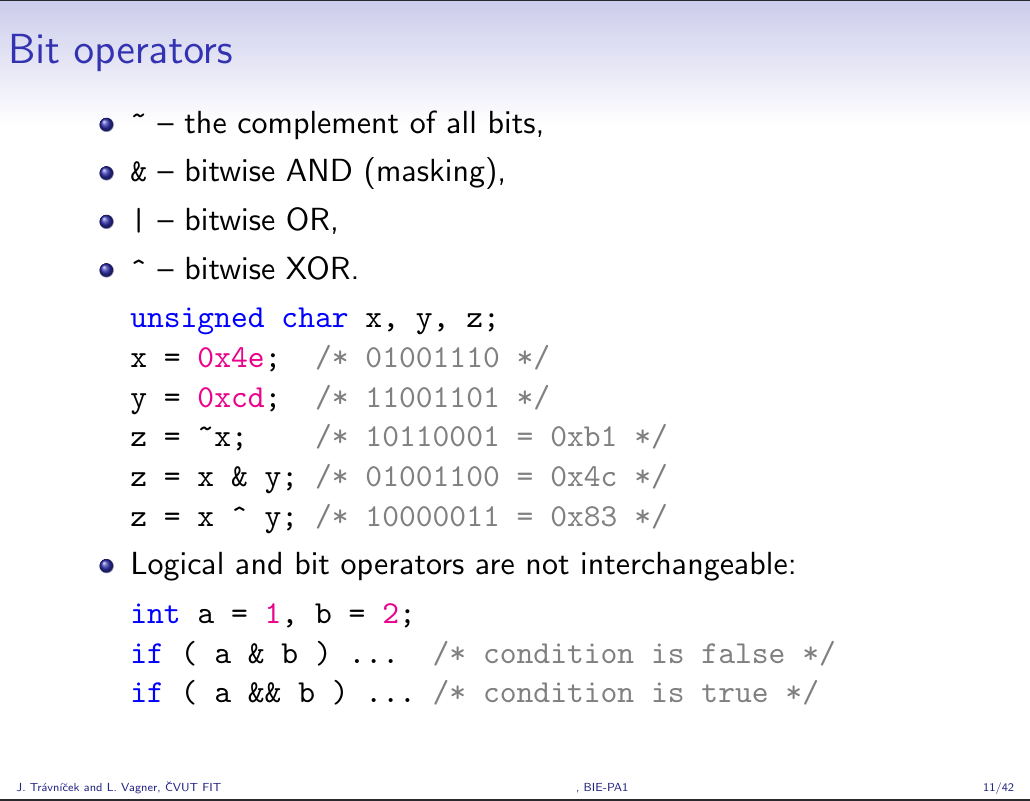 Bit operators
~ – the complement of all bits,
& – bitwise AND (masking),
| – bitwise OR,
^ – bitwise XOR.
unsigned char x, y, z;
x = 0x4e;  /* 01001110 */
y = 0xcd;  /* 11001101 */
z = ~x;    /* 10110001 = 0xb1 */
z = x & y; /* 01001100 = 0x4c */
z = x ^ y; /* 10000011 = 0x83 */
Logical and bit operators are not interchangeable:
int a = 1, b = 2;
if ( a & b ) ...  /* condition is false */
if ( a && b ) ... /* condition is true */
J. Trávníček and L. Vagner, ČVUT FIT , BIE-PA1 11/42